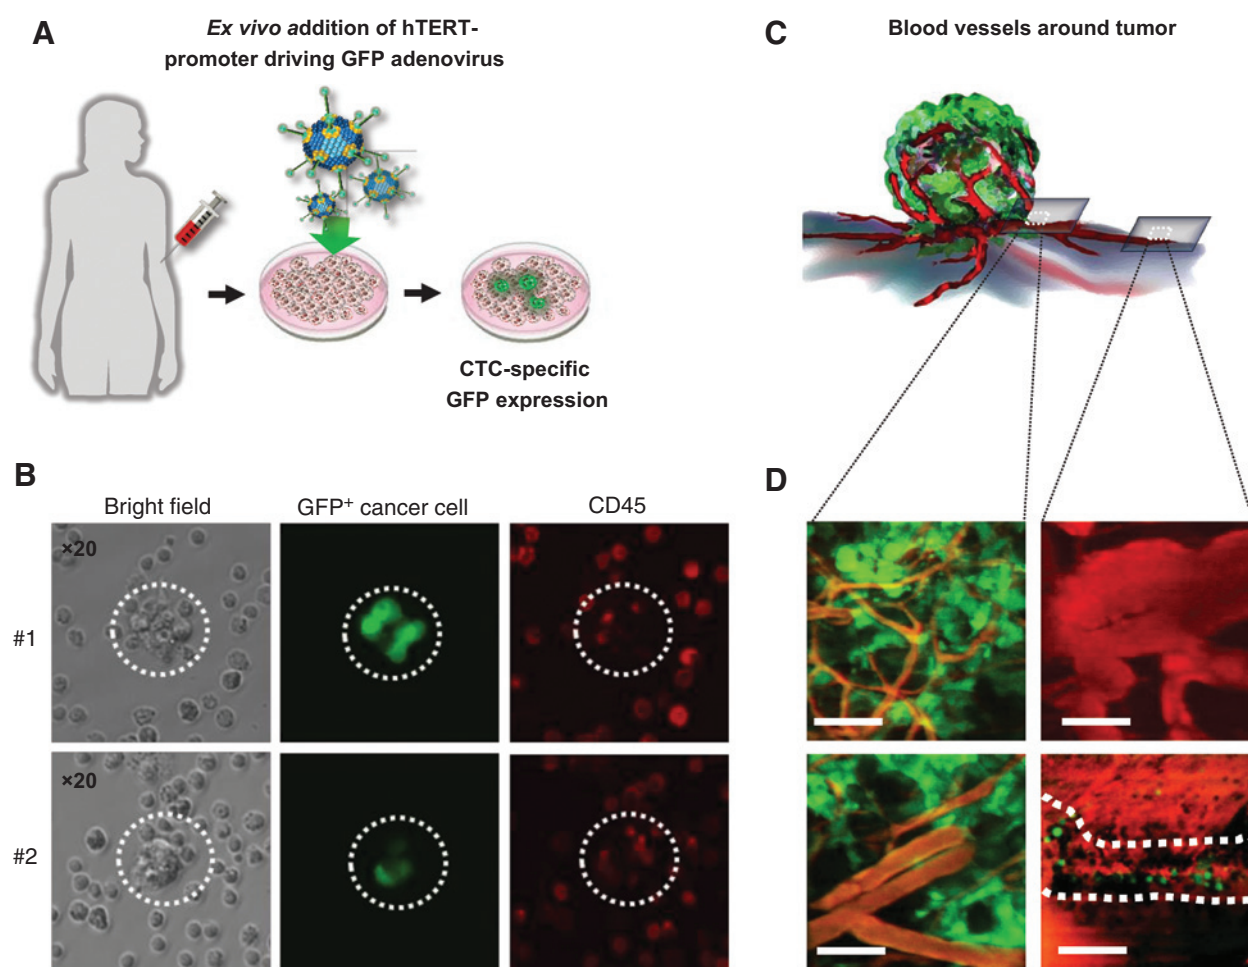 A
Ex vivo addition of hTERT-
promoter driving GFP adenovirus
CTC-specific
GFP expression
B
Bright field
GFP+ cancer cell
CD45
×20
#1
×20
#2
C
Blood vessels around tumor
D